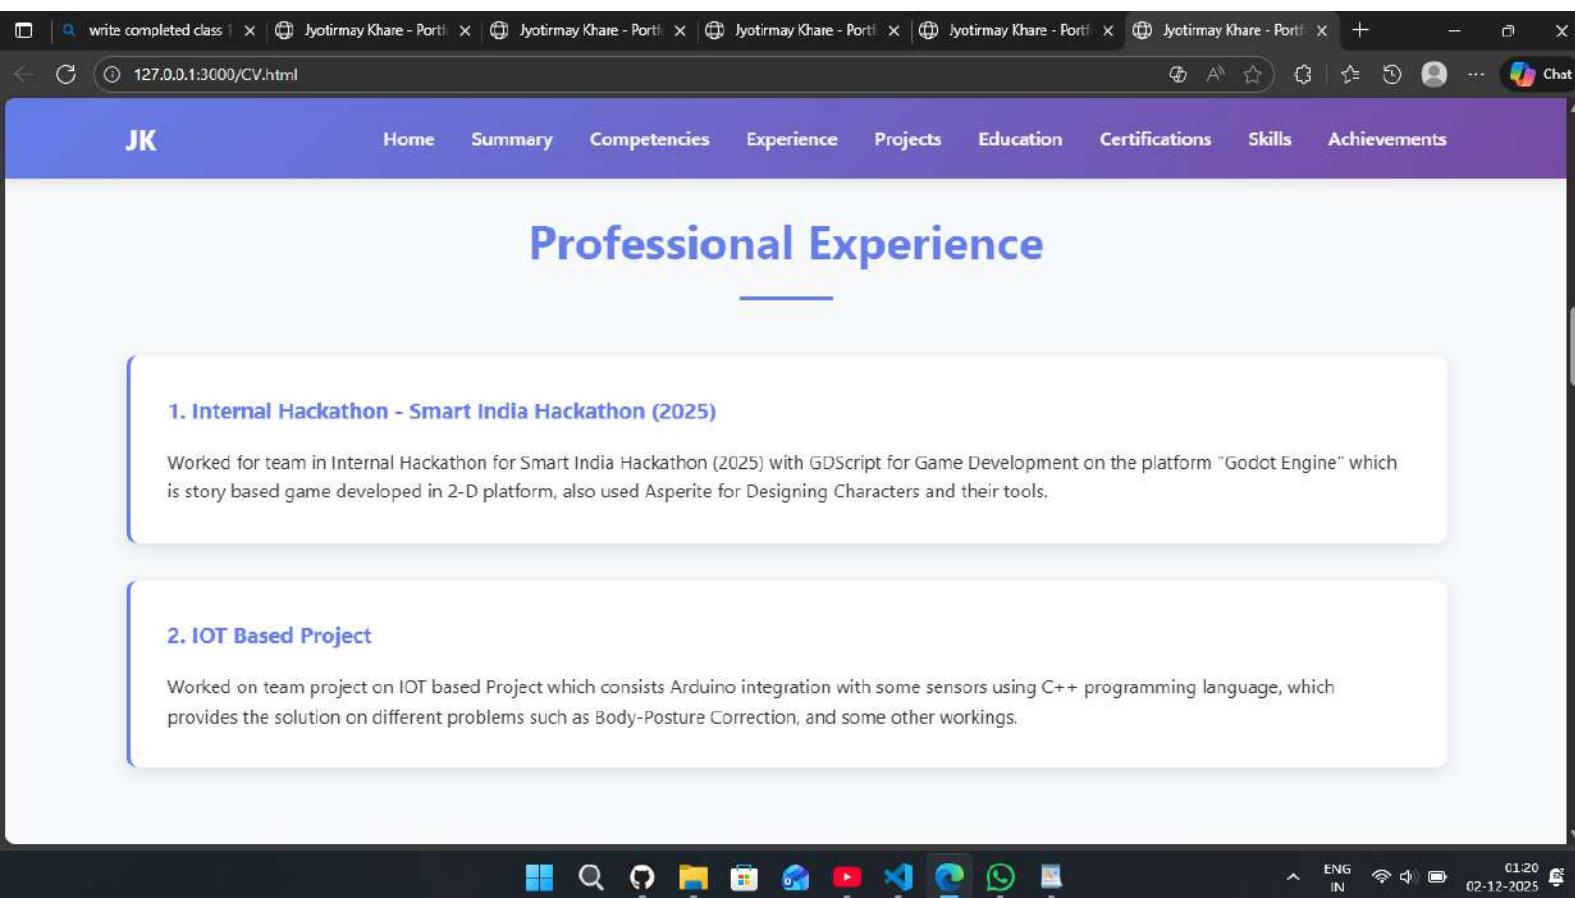 write completed class 1
Jyotirmay Khare - Portf
Jyotirmay Khare - Portf
Jyotirmay Khare - Portf
Jyotirmay Khare - Portf
Jyotirmay Khare - Portf
127.0.0.1:3000/CV.html
Chat
JK
Home Summary Competencies Experience Projects Education Certifications Skills Achievements
Professional Experience
1. Internal Hackathon - Smart India Hackathon (2025)
Worked for team in Internal Hackathon for Smart India Hackathon (2025) with GDScript for Game Development on the platform "Godot Engine" which
is story based game developed in 2-D platform, also used Asperite for Designing Characters and their tools.
2. IOT Based Project
Worked on team project on IOT based Project which consists Arduino integration with some sensors using C++ programming language, which
provides the solution on different problems such as Body-Posture Correction, and some other workings.
ENG
IN
01:20
02-12-2025